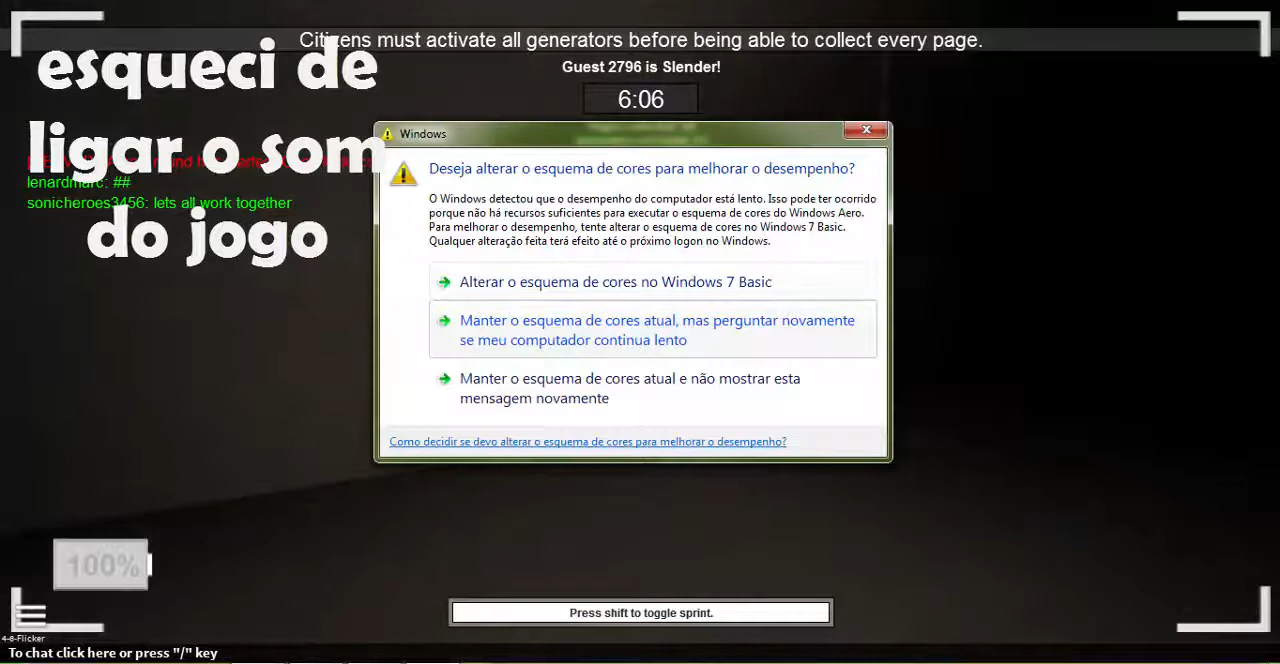 Citizens must activate all generators before being able to collect every page.
Guest 2796 is Slender!
6:06
esqueci de
ligar o som
do jogo
lenardmarc: ##
sonicheroes3456: lets all work together
Windows
Deseja alterar o esquema de cores para melhorar o desempenho?
O Windows detectou que o desempenho do computador está lento. Isso pode ter ocorrido
porque não há recursos suficientes para executar o esquema de cores do Windows Aero.
Para melhorar o desempenho, tente alterar o esquema de cores no Windows 7 Basic.
Qualquer alteração feita terá efeito até o próximo logon no Windows.
Alterar o esquema de cores no Windows 7 Basic
Manter o esquema de cores atual, mas perguntar novamente
se meu computador continua lento
Manter o esquema de cores atual e não mostrar esta
mensagem novamente
Como decidir se devo alterar o esquema de cores para melhorar o desempenho?
100%
Press shift to toggle sprint.
4-6-Flicker
To chat click here or press "/" key